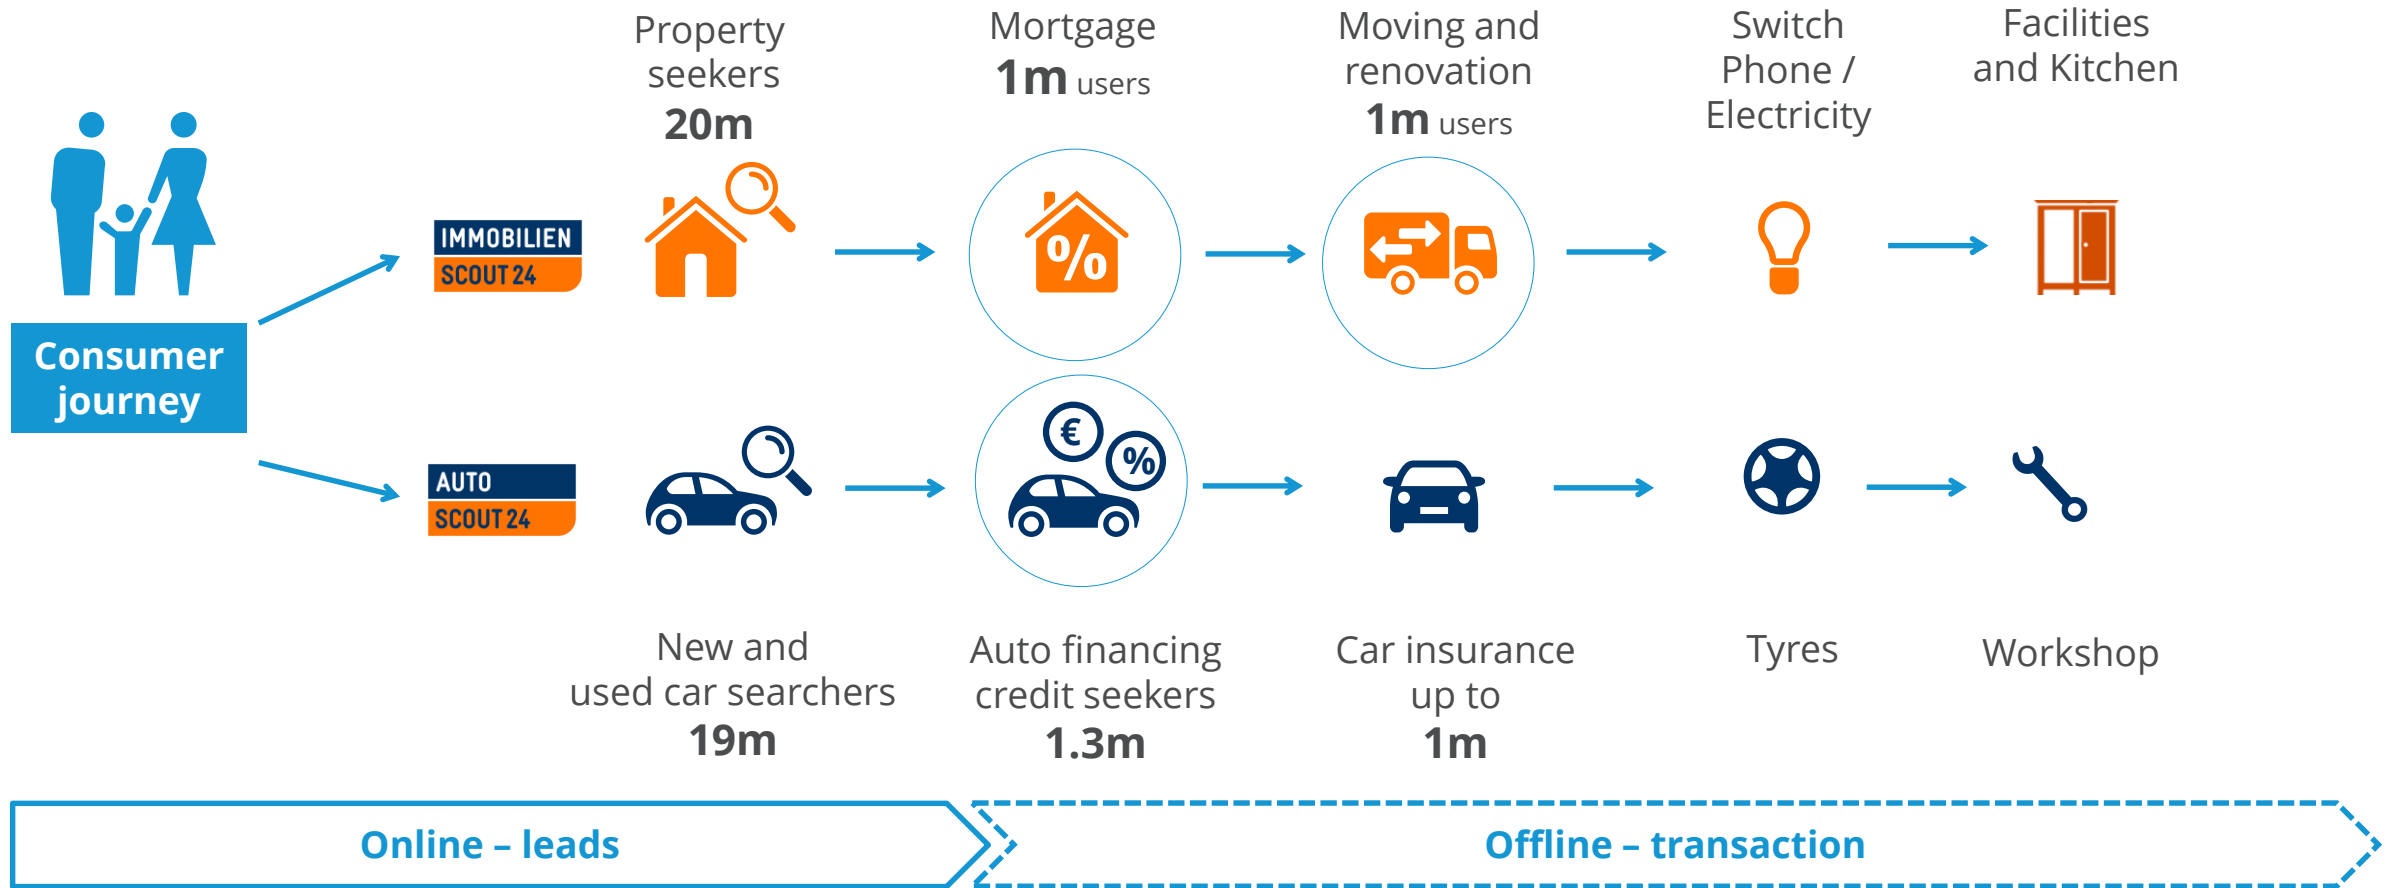 Property
seekers
20m
Mortgage
1m users
Moving and
renovation
1m users
Switch
Phone /
Electricity
Facilities
and Kitchen
IMMOBILIEN
SCOUT 24
%
Consumer
journey
AUTO
SCOUT 24
€
%
New and
used car searchers
19m
Auto financing
credit seekers
1.3m
Car insurance
up to
1m
Tyres
Workshop
Online – leads
Offline – transaction